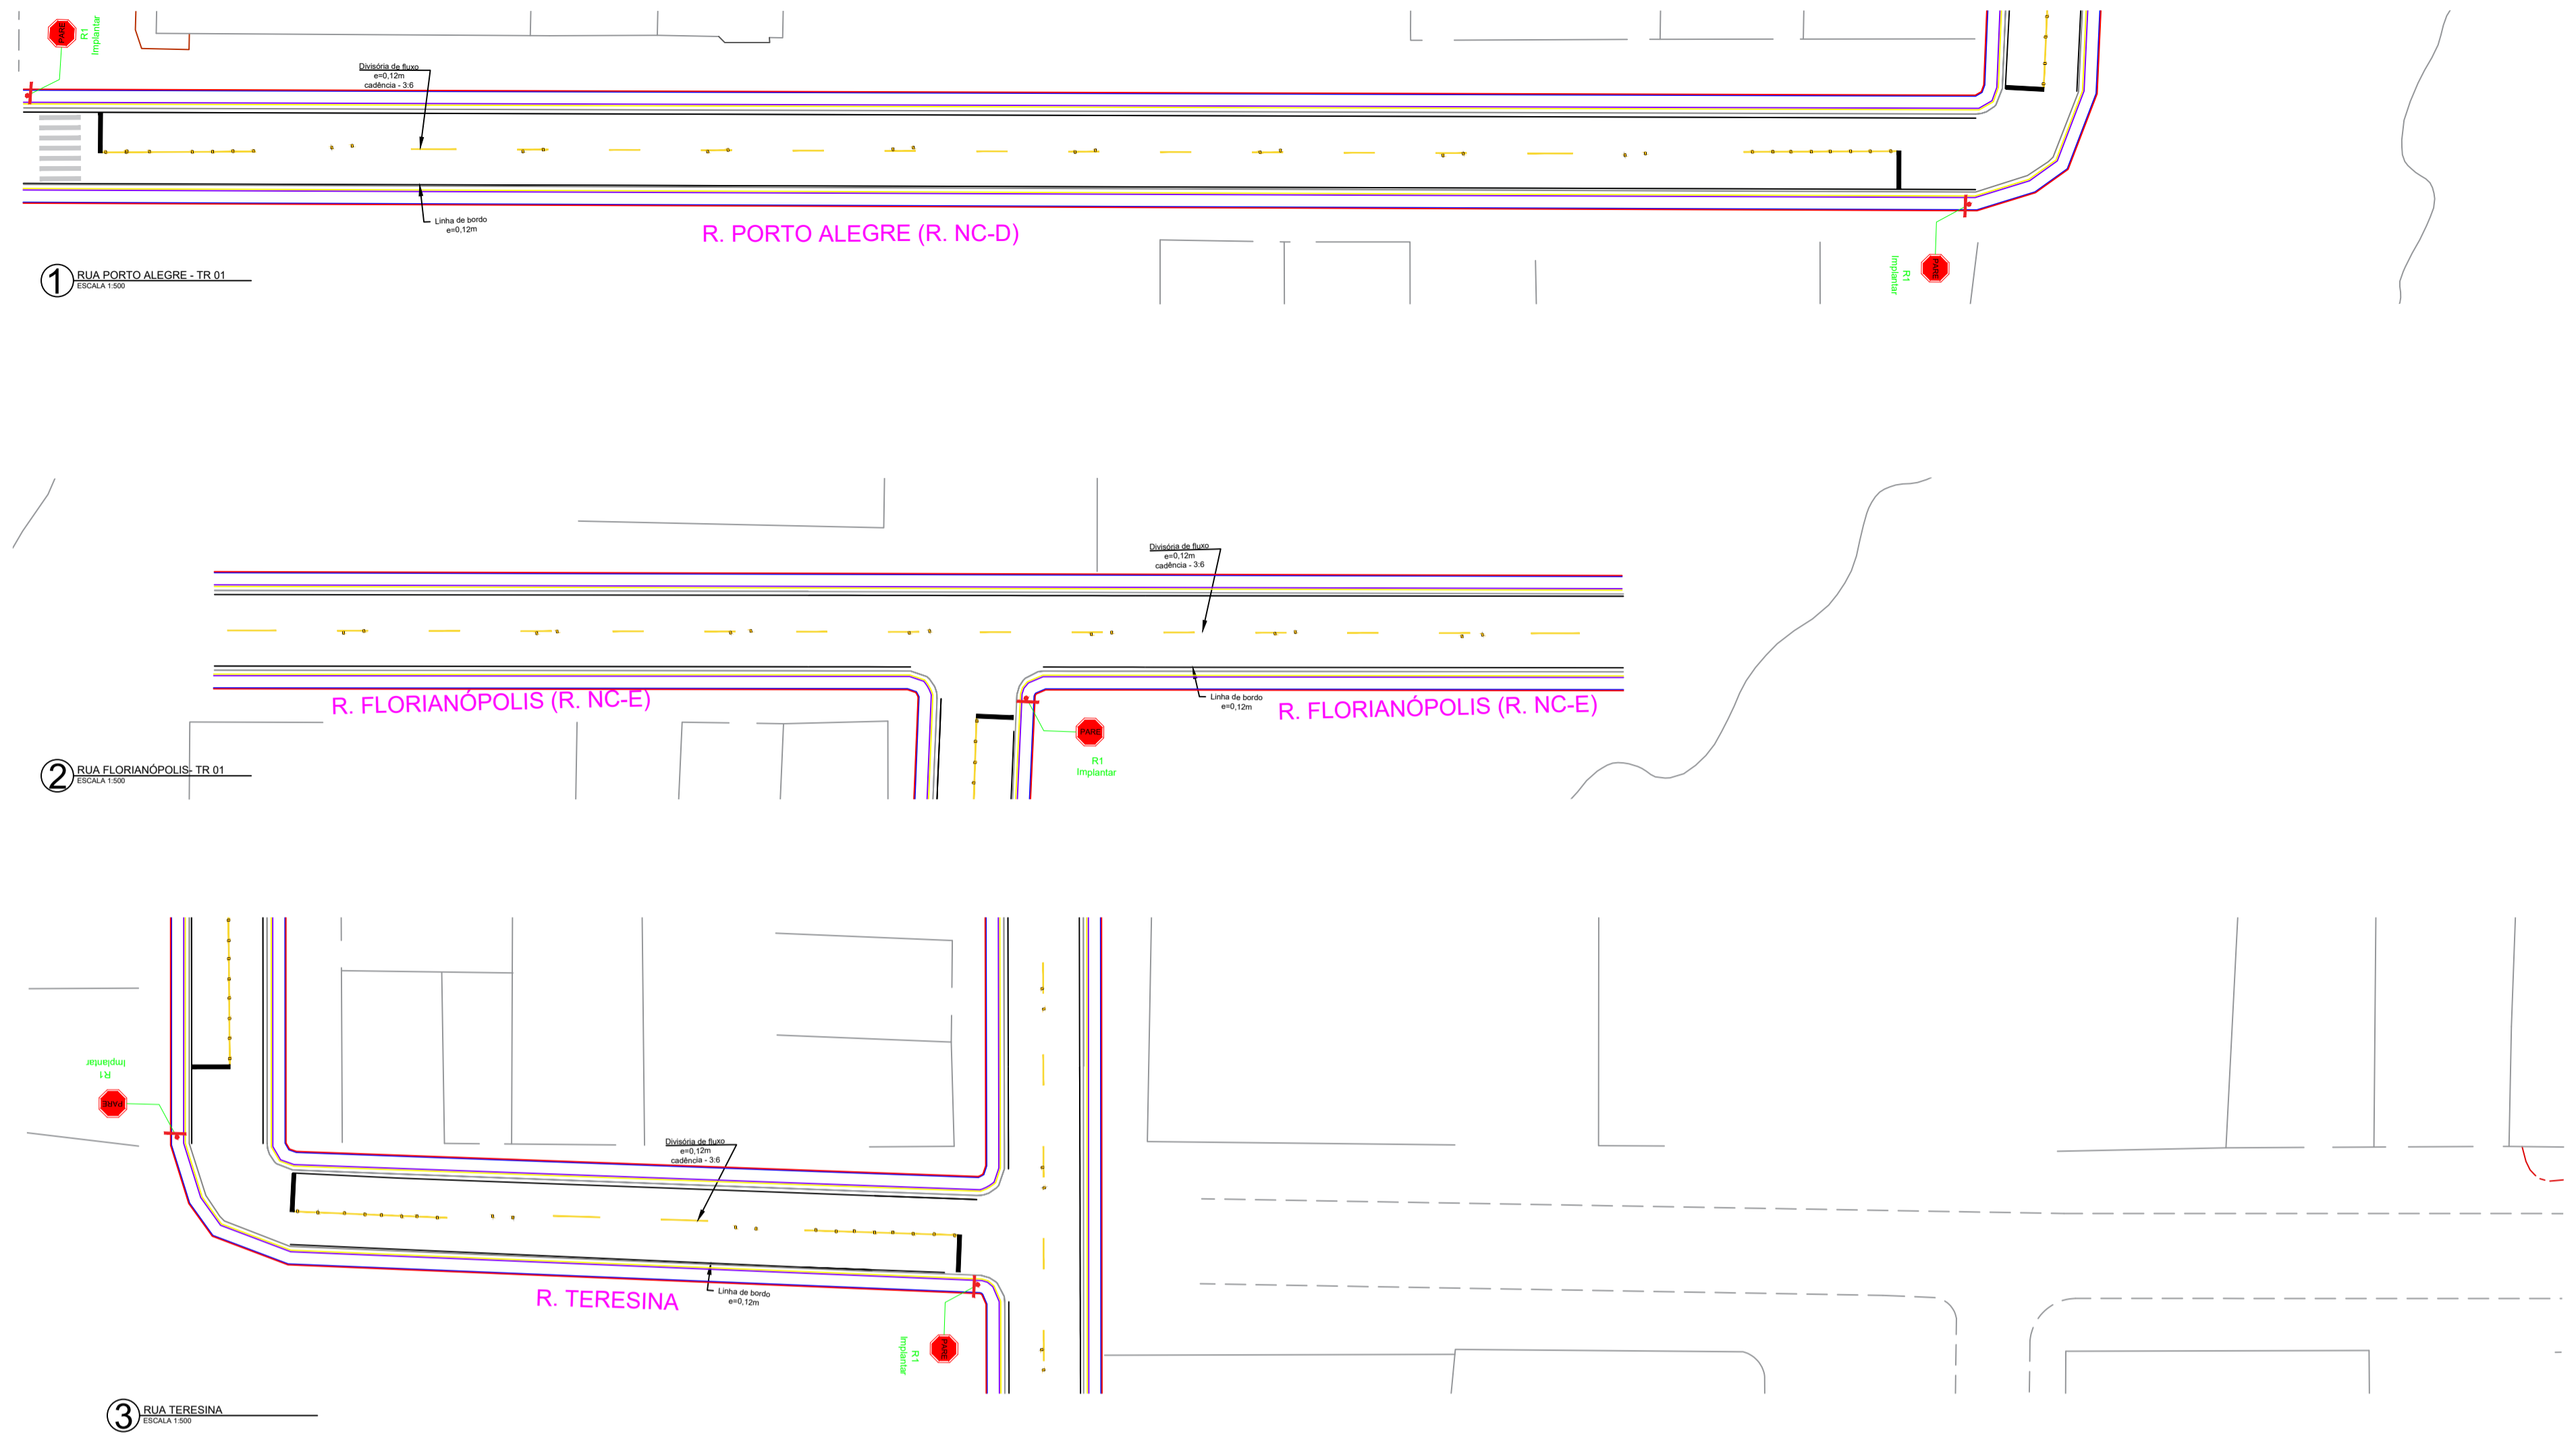 PARE
R1
Implantar
Divisória de fluxo
e=0,12m
cadência - 3:6
Linha de bordo
e=0,12m
R. PORTO ALEGRE (R. NC-D)
PARE
R1
Implantar
1
RUA PORTO ALEGRE - TR 01
ESCALA 1:500
Divisória de fluxo
e=0,12m
cadência - 3:6
R. FLORIANÓPOLIS (R. NC-E)
Linha de bordo
e=0,12m
R. FLORIANÓPOLIS (R. NC-E)
PARE
R1
Implantar
2
RUA FLORIANÓPOLIS- TR 01
ESCALA 1:500
R1
Implantar
PARE
Divisória de fluxo
e=0,12m
cadência - 3:6
R. TERESINA
Linha de bordo
e=0,12m
PARE
R1
Implantar
3
RUA TERESINA
ESCALA 1:500